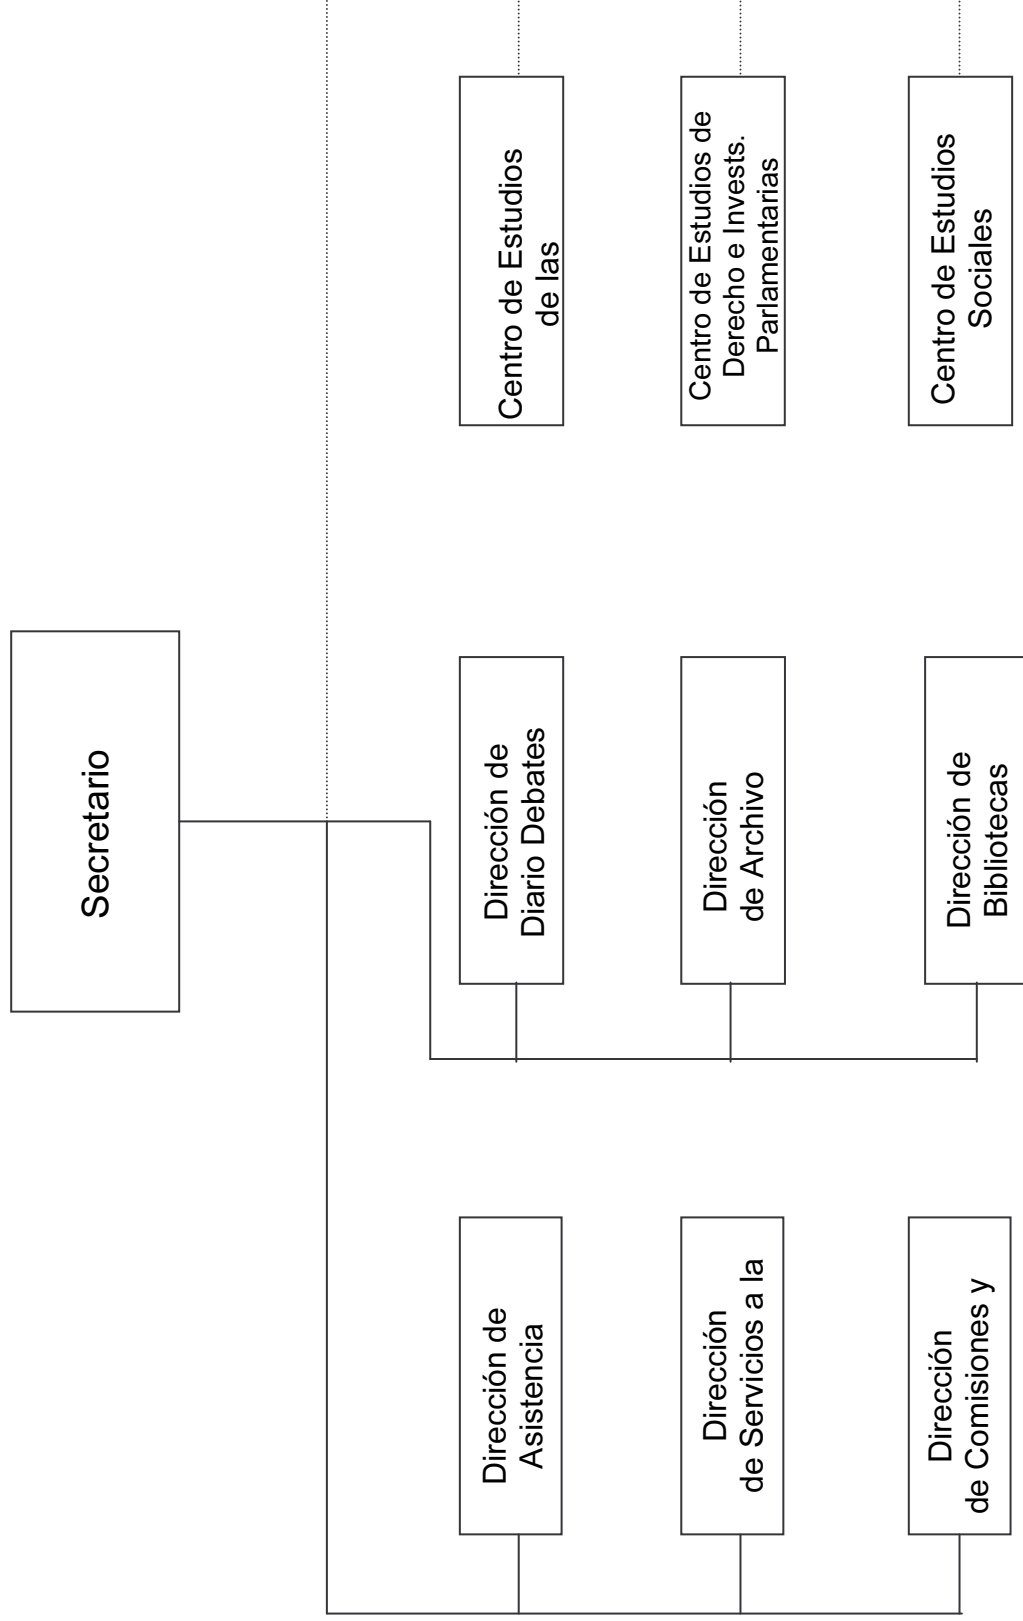 Secretario
Dirección de
Asistencia
Dirección de
Diario Debates
Centro de Estudios
de las
Dirección
de Servicios a la
Dirección
de Archivo
Centro de Estudios de
Derecho e Invests.
Parlamentarias
Dirección
de Comisiones y
Dirección de
Bibliotecas
Centro de Estudios
Sociales